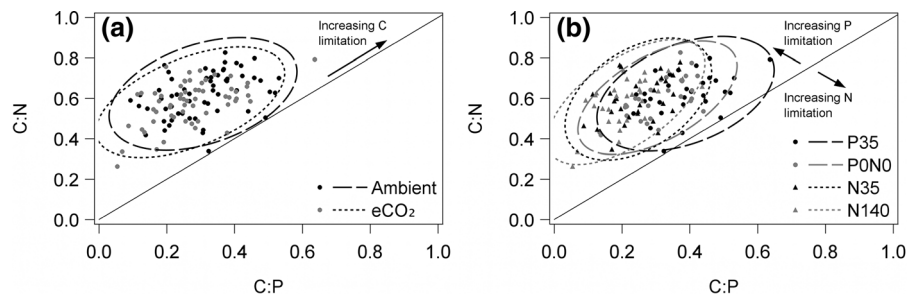 (a)
Increasing C
limitation
1.0
0.8
0.6
0.4
0.2
0.0
C:N
Ambient
eCO₂
0.0 0.2 0.4 0.6 0.8 1.0
C:P
(b)
Increasing P
limitation
Increasing N
limitation
1.0
0.8
0.6
0.4
0.2
0.0
C:N
P35
P0N0
N35
N140
0.0 0.2 0.4 0.6 0.8 1.0
C:P